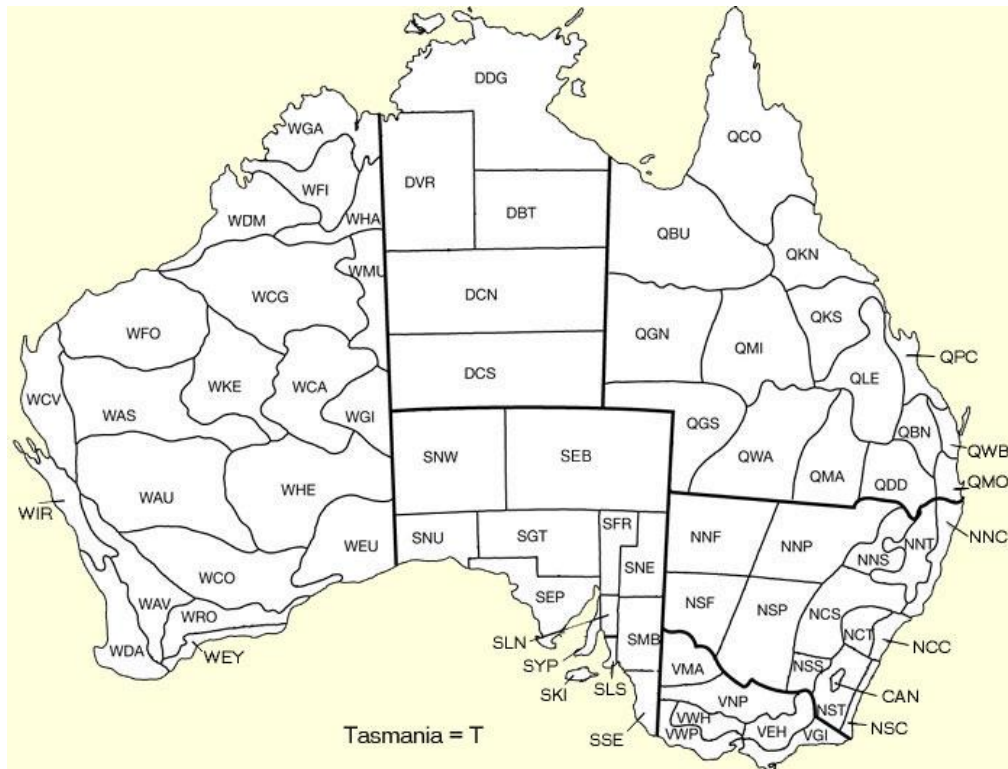 DDG
WGA
QCO
WFI
DVR
WDM
WHA
DBT
QBU
QKN
WMU
WCG
DCN
QKS
WFO
QGN
QMI
QPC
WCV
WKE
WCA
DCS
QLE
WAS
WGI
QGS
QBN
QWB
SNW
SEB
QWA
QMA
QDD
QMO
WAU
WHE
WIR
SFR
NNF
NNP
NNT
NNC
WEU
SNU
SGT
NNS
SNE
WCO
SEP
NSF
NSP
NCS
WAV
WRO
NCT
WDA
WEY
SLN
SMB
NCC
SYP
VMA
NSS
SKI
SLS
CAN
VNP
NST
VWH
NSC
Tasmania = T
SSE
VWP
VEH
VGI